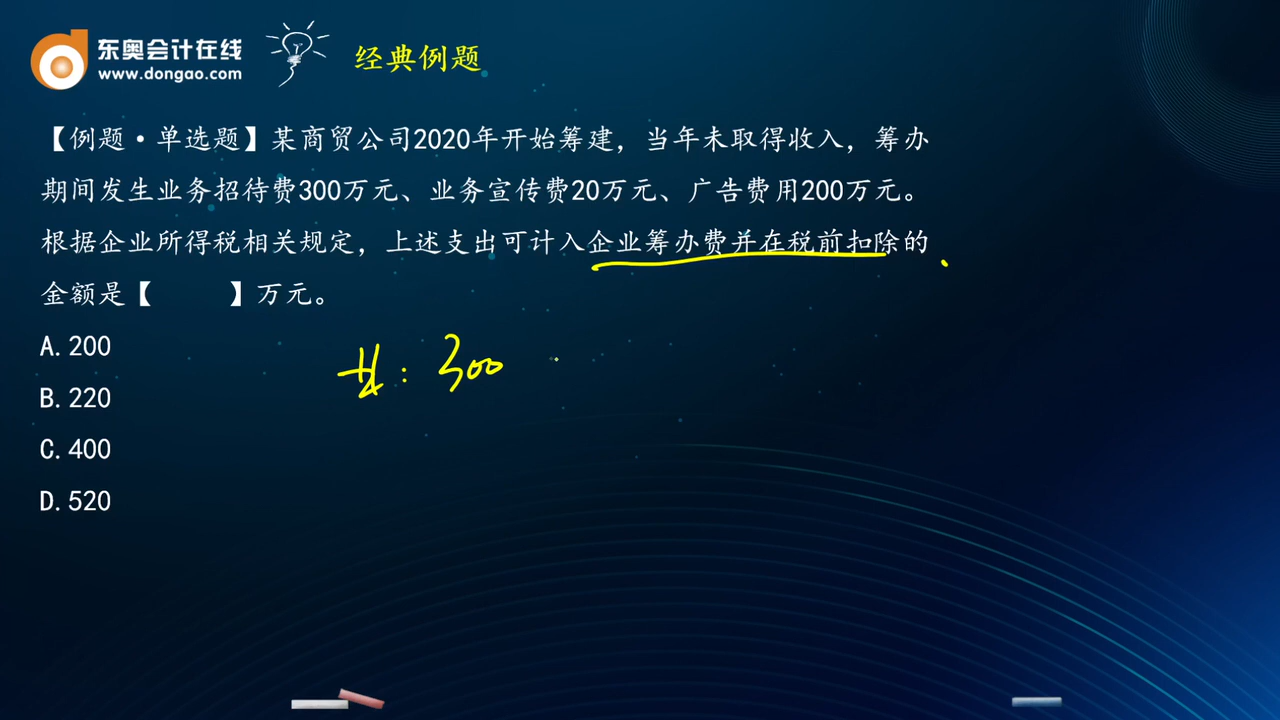 东奥会计在线
www.dongao.com
经典例题
【例题·单选题】某商贸公司2020年开始筹建，当年未取得收入，筹办
期间发生业务招待费300万元、业务宣传费20万元、广告费用200万元。
根据企业所得税相关规定，上述支出可计入企业筹办费并在税前扣除的
金额是【　　】万元。
A. 200
B. 220
C. 400
D. 520
: 300